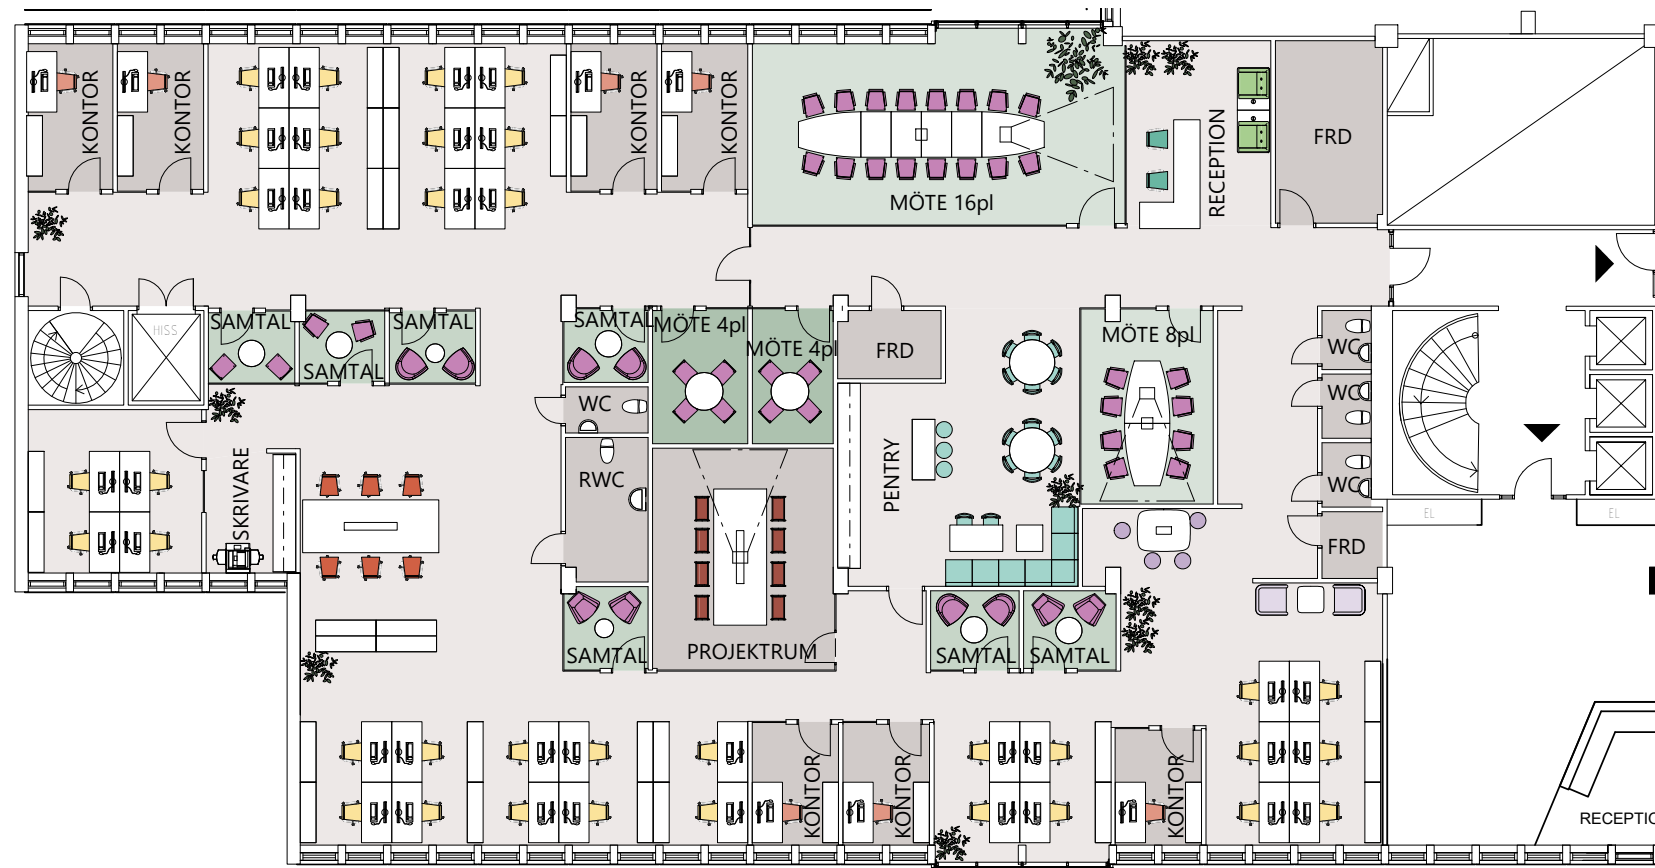 KONTOR
KONTOR
KONTOR
KONTOR
MÖTE 16pl
RECEPTION
FRD
HISS
SAMTAL
SAMTAL
SAMTAL
SAMTAL
MÖTE 4pl
MÖTE 4pl
FRD
MÖTE 8pl
WC
WC
WC
WC
RWC
SKRIVARE
PENTRY
EL
EL
FRD
PROJEKTRUM
SAMTAL
SAMTAL
SAMTAL
KONTOR
KONTOR
KONTOR